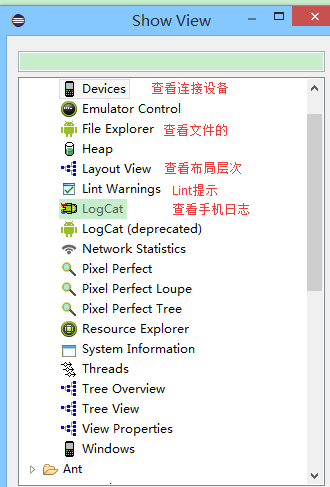 Show View
Devices 查看连接设备
Emulator Control
File Explorer 查看文件的
Heap
Layout View 查看布局层次
Lint Warnings Lint提示
LogCat 查看手机日志
LogCat (deprecated)
Network Statistics
Pixel Perfect
Pixel Perfect Loupe
Pixel Perfect Tree
Resource Explorer
System Information
Threads
Tree Overview
Tree View
View Properties
Windows
Ant